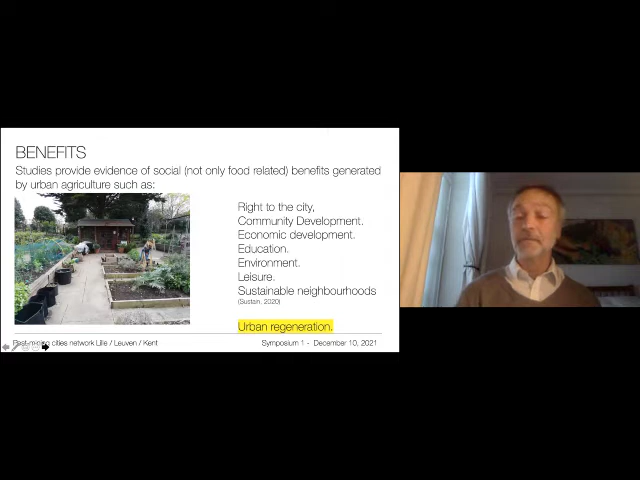 BENEFITS
Studies provide evidence of social (not only food related) benefits generated
by urban agriculture such as:
Right to the city,
Community Development.
Economic development.
Education.
Environment.
Leisure.
Sustainable neighbourhoods
(Sustain, 2020)
Urban regeneration.
Post-mining cities network Lille / Leuven / Kent
Symposium 1 - December 10, 2021